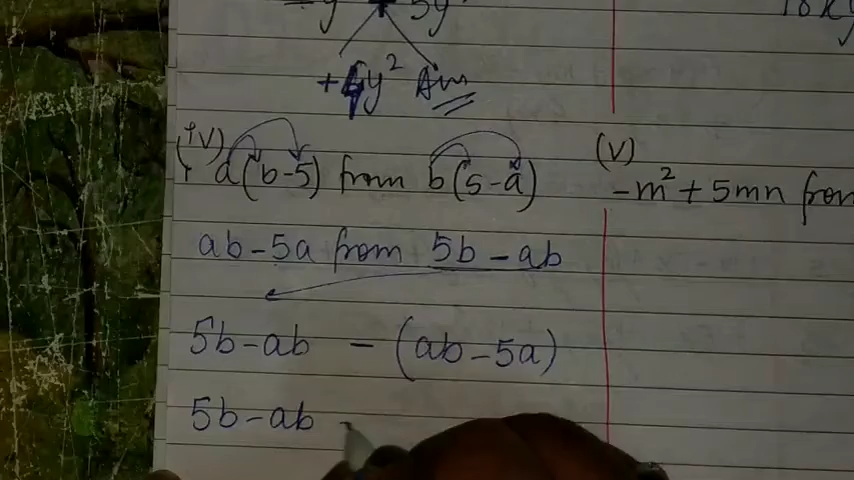 5y
+4y² Ans
(iv) a(b-5) from b(5-a)
ab-5a from 5b-ab
5b-ab - (ab-5a)
5b-ab -
(v)
-m²+5mn from